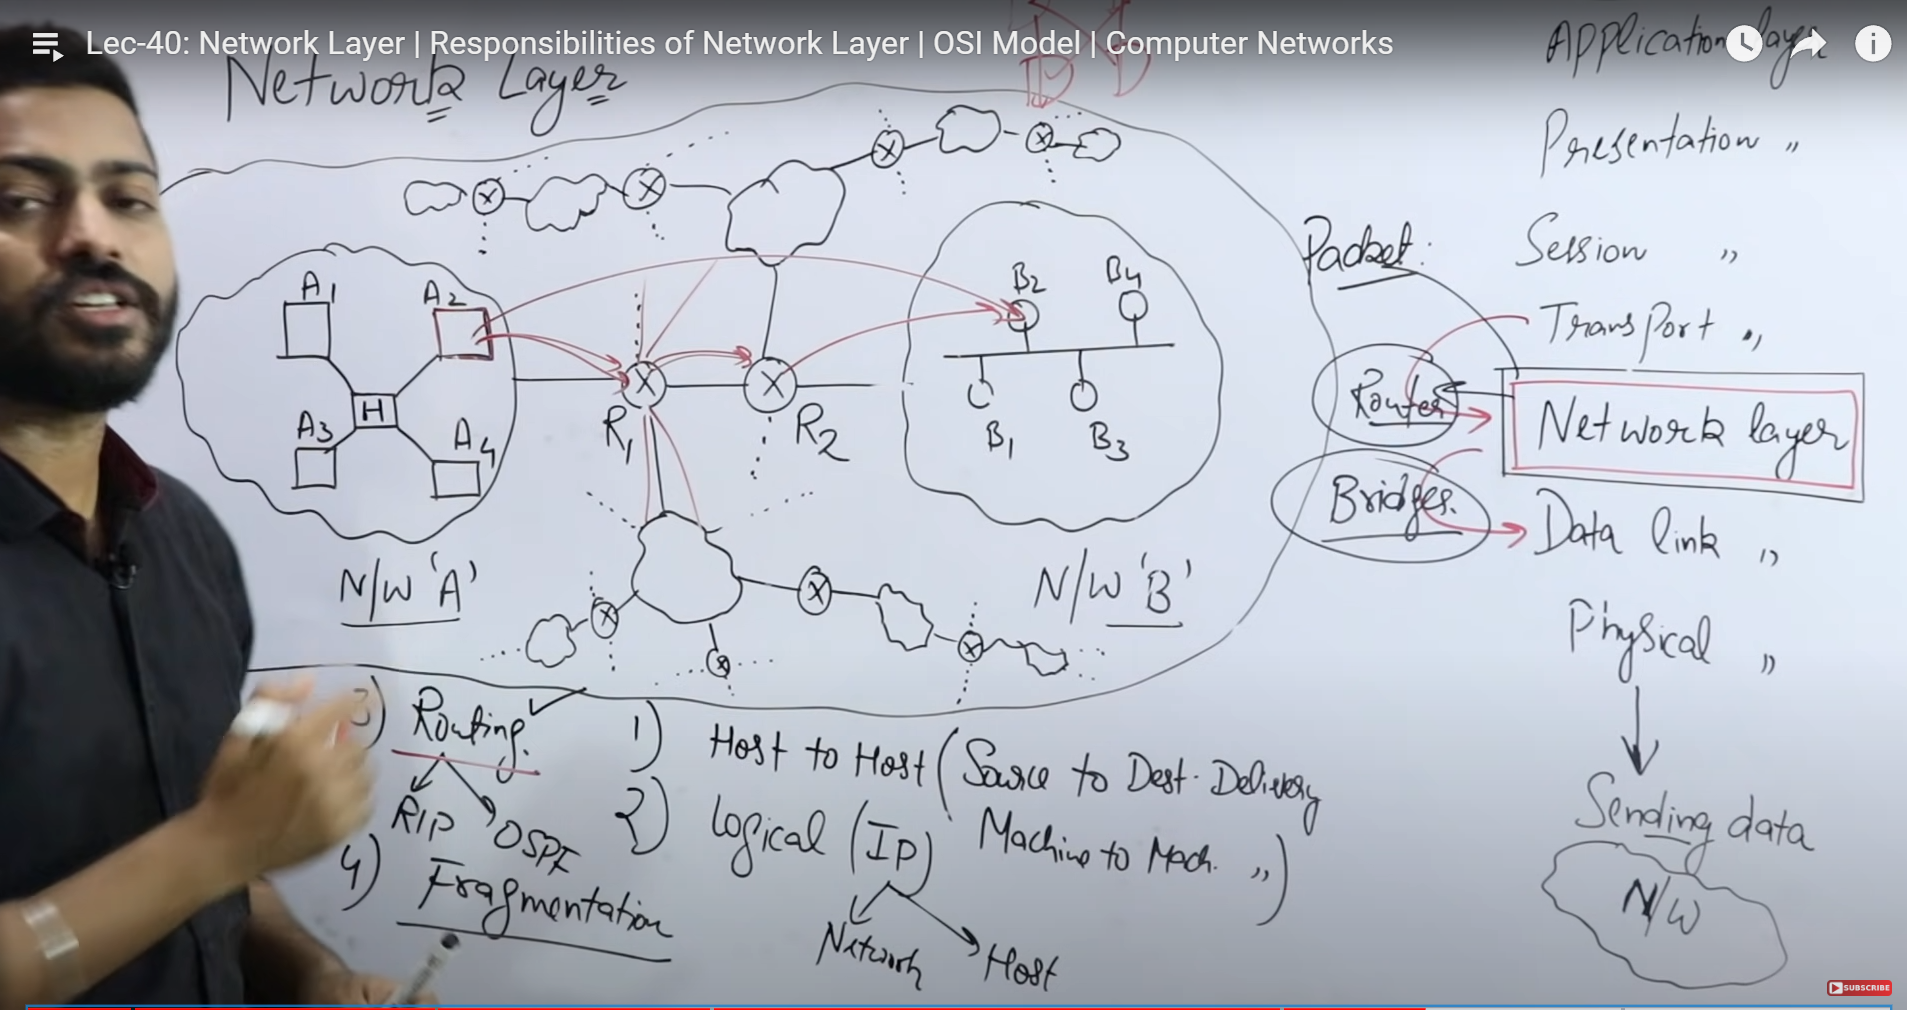 Lec-40: Network Layer | Responsibilities of Network Layer | OSI Model | Computer Networks
Network Layer
A1
A2
A3
A4
H
N/W 'A'
R1
R2
B2
B4
B1
B3
N/W 'B'
Packet:
Router
Bridges.
Application layer
Presentation "
Session "
Transport "
Network layer
Data link "
Physical "
Sending data
N/W
1) Host to Host (Source to Dest. Delivery
Machine to Mach. ")
2) Logical (IP)
Network
Host
3) Routing.
RIP
OSPF
4) Fragmentation
SUBSCRIBE